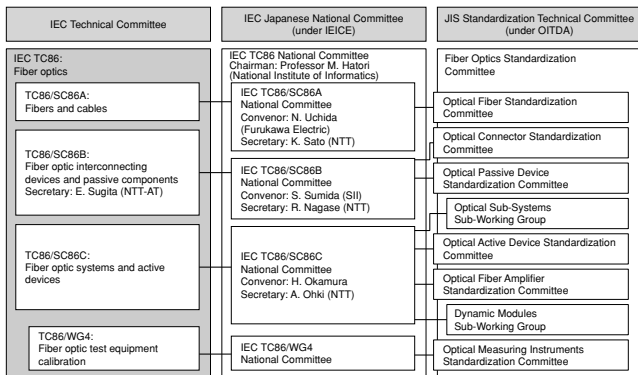 IEC Technical Committee
IEC Japanese National Committee
(under IEICE)
JIS Standardization Technical Committee
(under OITDA)
IEC TC86:
Fiber optics
TC86/SC86A:
Fibers and cables
TC86/SC86B:
Fiber optic interconnecting
devices and passive components
Secretary: E. Sugita (NTT-AT)
TC86/SC86C:
Fiber optic systems and active
devices
TC86/WG4:
Fiber optic test equipment
calibration
IEC TC86 National Committee
Chairman: Professor M. Hatori
(National Institute of Informatics)
IEC TC86/SC86A
National Committee
Convenor: N. Uchida
(Furukawa Electric)
Secretary: K. Sato (NTT)
IEC TC86/SC86B
National Committee
Convenor: S. Sumida (SII)
Secretary: R. Nagase (NTT)
IEC TC86/SC86C
National Committee
Convenor: H. Okamura
Secretary: A. Ohki (NTT)
IEC TC86/WG4
National Committee
Fiber Optics Standardization
Committee
Optical Fiber Standardization
Committee
Optical Connector Standardization
Committee
Optical Passive Device
Standardization Committee
Optical Sub-Systems
Sub-Working Group
Optical Active Device Standardization
Committee
Optical Fiber Amplifier
Standardization Committee
Dynamic Modules
Sub-Working Group
Optical Measuring Instruments
Standardization Committee